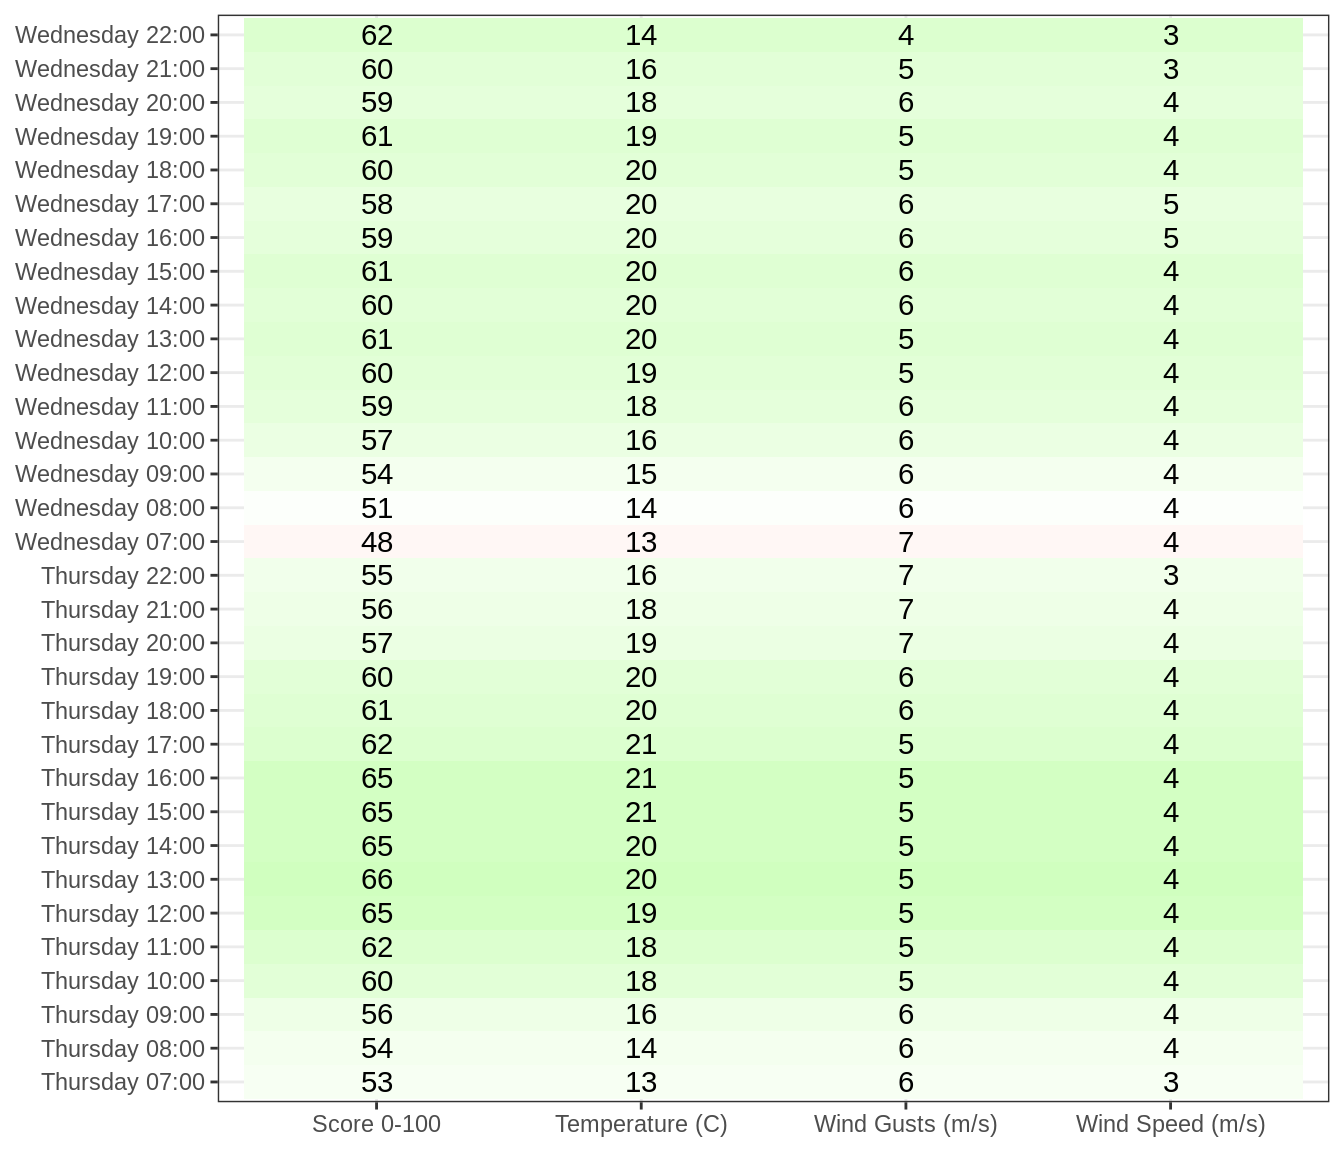 Wednesday 22:00 62 14 4 3
Wednesday 21:00 60 16 5 3
Wednesday 20:00 59 18 6 4
Wednesday 19:00 61 19 5 4
Wednesday 18:00 60 20 5 4
Wednesday 17:00 58 20 6 5
Wednesday 16:00 59 20 6 5
Wednesday 15:00 61 20 6 4
Wednesday 14:00 60 20 6 4
Wednesday 13:00 61 20 5 4
Wednesday 12:00 60 19 5 4
Wednesday 11:00 59 18 6 4
Wednesday 10:00 57 16 6 4
Wednesday 09:00 54 15 6 4
Wednesday 08:00 51 14 6 4
Wednesday 07:00 48 13 7 4
Thursday 22:00 55 16 7 3
Thursday 21:00 56 18 7 4
Thursday 20:00 57 19 7 4
Thursday 19:00 60 20 6 4
Thursday 18:00 61 20 6 4
Thursday 17:00 62 21 5 4
Thursday 16:00 65 21 5 4
Thursday 15:00 65 21 5 4
Thursday 14:00 65 20 5 4
Thursday 13:00 66 20 5 4
Thursday 12:00 65 19 5 4
Thursday 11:00 62 18 5 4
Thursday 10:00 60 18 5 4
Thursday 09:00 56 16 6 4
Thursday 08:00 54 14 6 4
Thursday 07:00 53 13 6 3
Score 0-100 Temperature (C) Wind Gusts (m/s) Wind Speed (m/s)